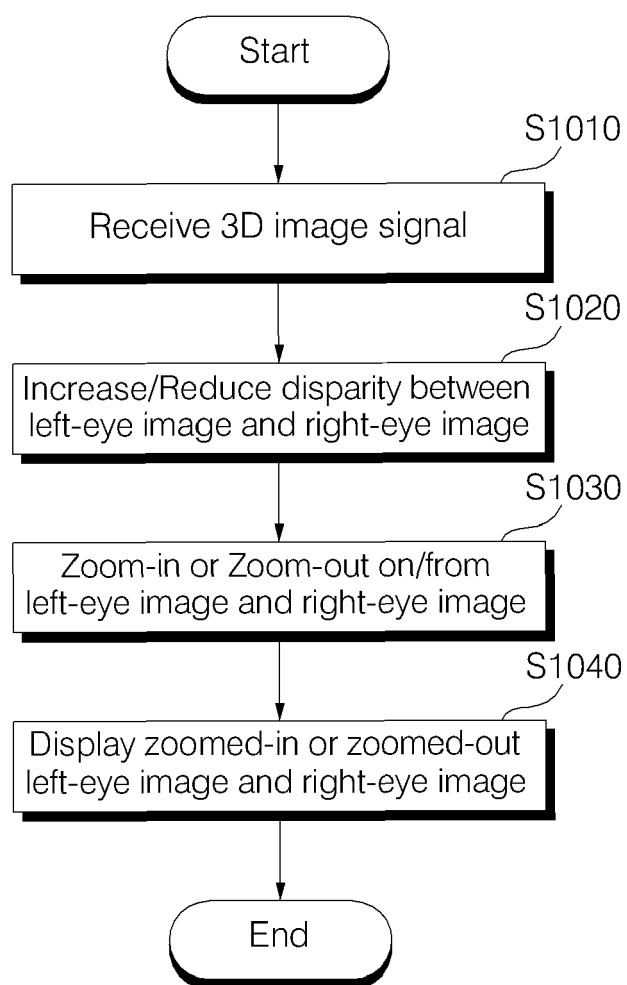 Start
S1010
Receive 3D image signal
S1020
Increase/Reduce disparity between
left-eye image and right-eye image
S1030
Zoom-in or Zoom-out on/from
left-eye image and right-eye image
S1040
Display zoomed-in or zoomed-out
left-eye image and right-eye image
End